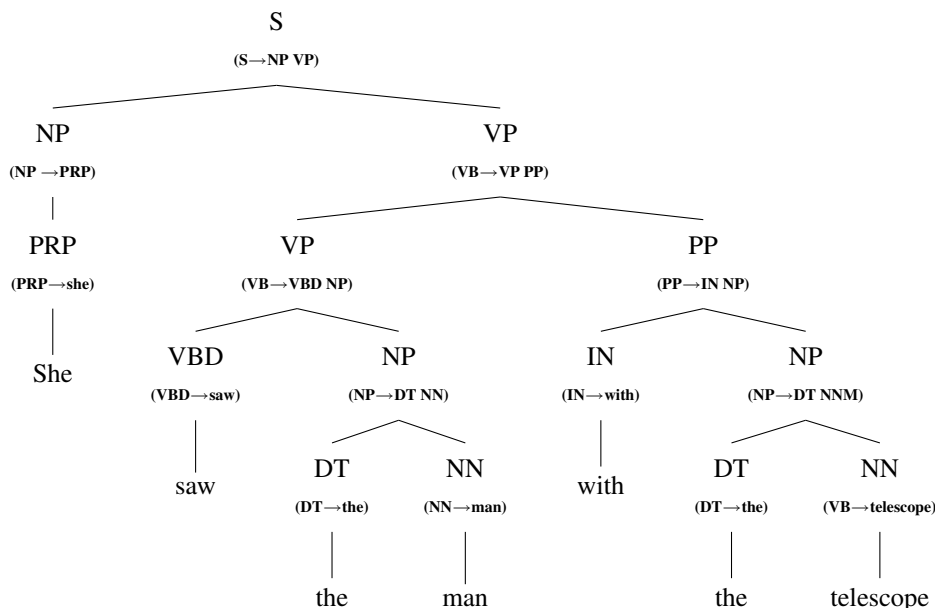 S
(S→NP VP)
NP VP
(NP →PRP) (VB→VP PP)
PRP VP PP
(PRP→she) (VB→VBD NP) (PP→IN NP)
She VBD NP IN NP
(VBD→saw) (NP→DT NN) (IN→with) (NP→DT NNM)
saw DT NN with DT NN
(DT→the) (NN→man) (DT→the) (VB→telescope)
the man the telescope